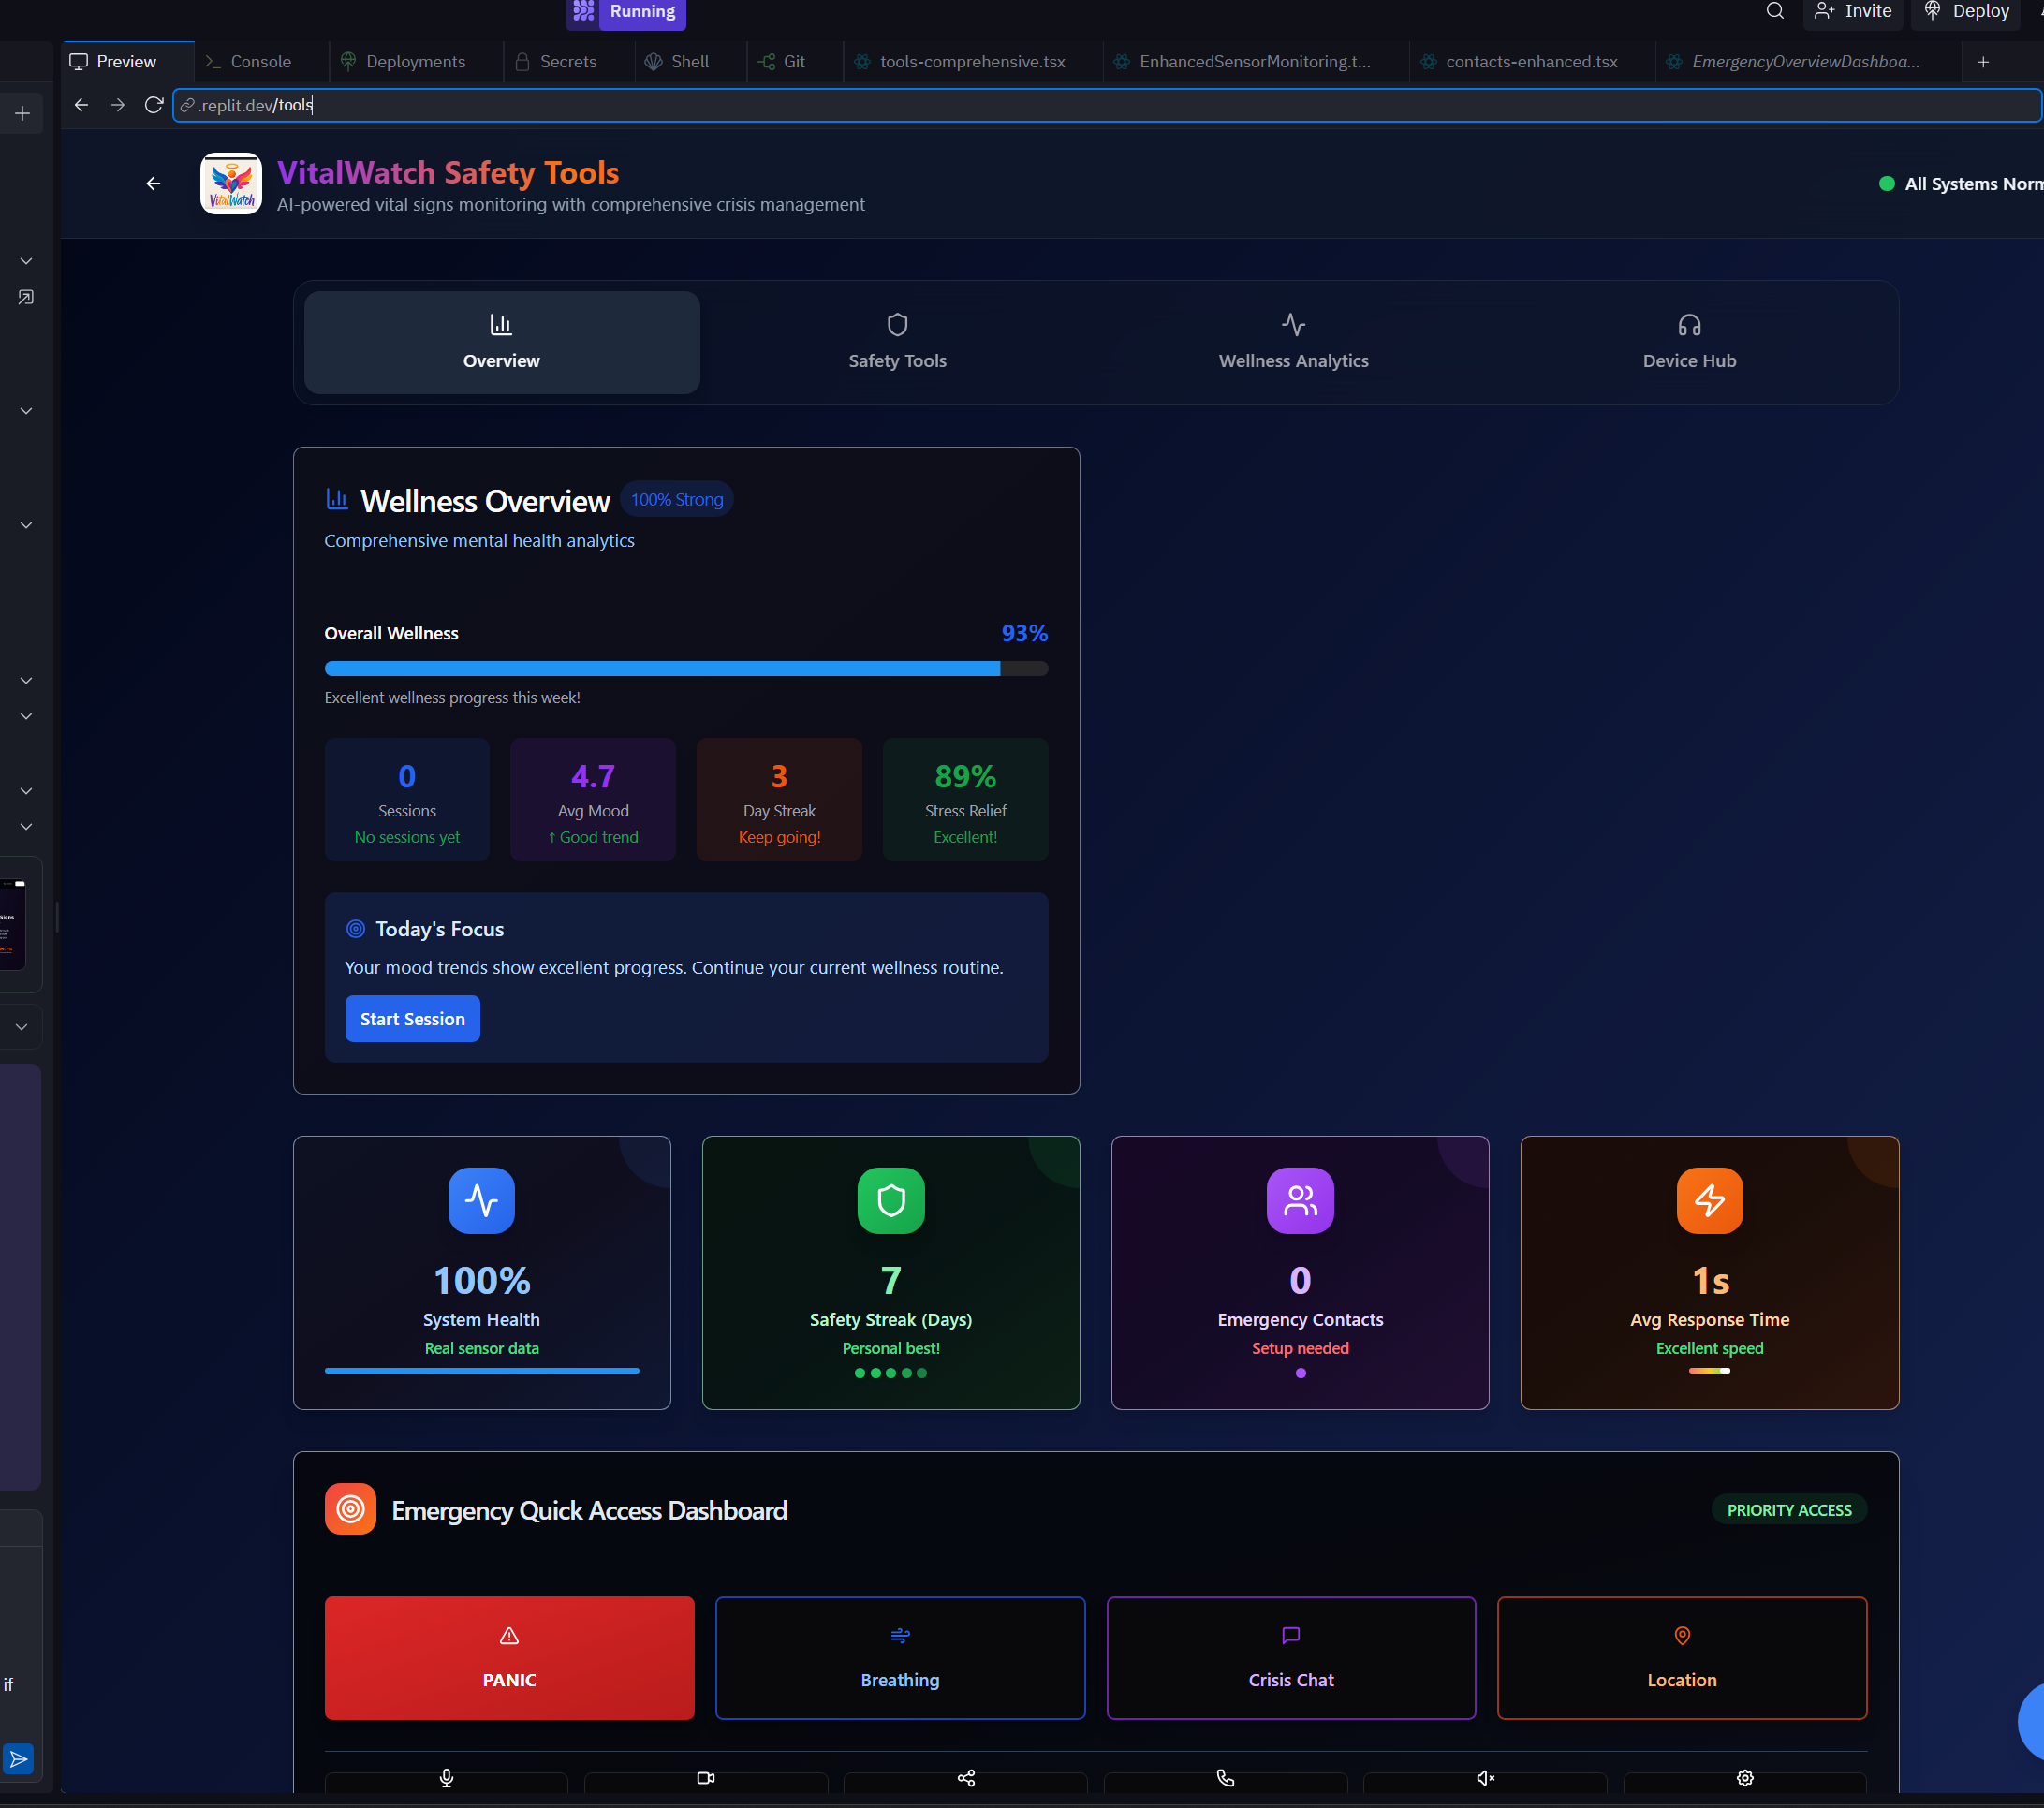 Running
Invite
Deploy
Preview
Console
Deployments
Secrets
Shell
Git
tools-comprehensive.tsx
EnhancedSensorMonitoring.t...
contacts-enhanced.tsx
EmergencyOverviewDashboa...
.replit.dev/tools
VitalWatch
VitalWatch Safety Tools
AI-powered vital signs monitoring with comprehensive crisis management
All Systems Norm
Overview
Safety Tools
Wellness Analytics
Device Hub
Wellness Overview
100% Strong
Comprehensive mental health analytics
Overall Wellness
93%
Excellent wellness progress this week!
0
Sessions
No sessions yet
4.7
Avg Mood
↑ Good trend
3
Day Streak
Keep going!
89%
Stress Relief
Excellent!
Today's Focus
Your mood trends show excellent progress. Continue your current wellness routine.
Start Session
100%
System Health
Real sensor data
7
Safety Streak (Days)
Personal best!
0
Emergency Contacts
Setup needed
1s
Avg Response Time
Excellent speed
Emergency Quick Access Dashboard
PRIORITY ACCESS
PANIC
Breathing
Crisis Chat
Location
if